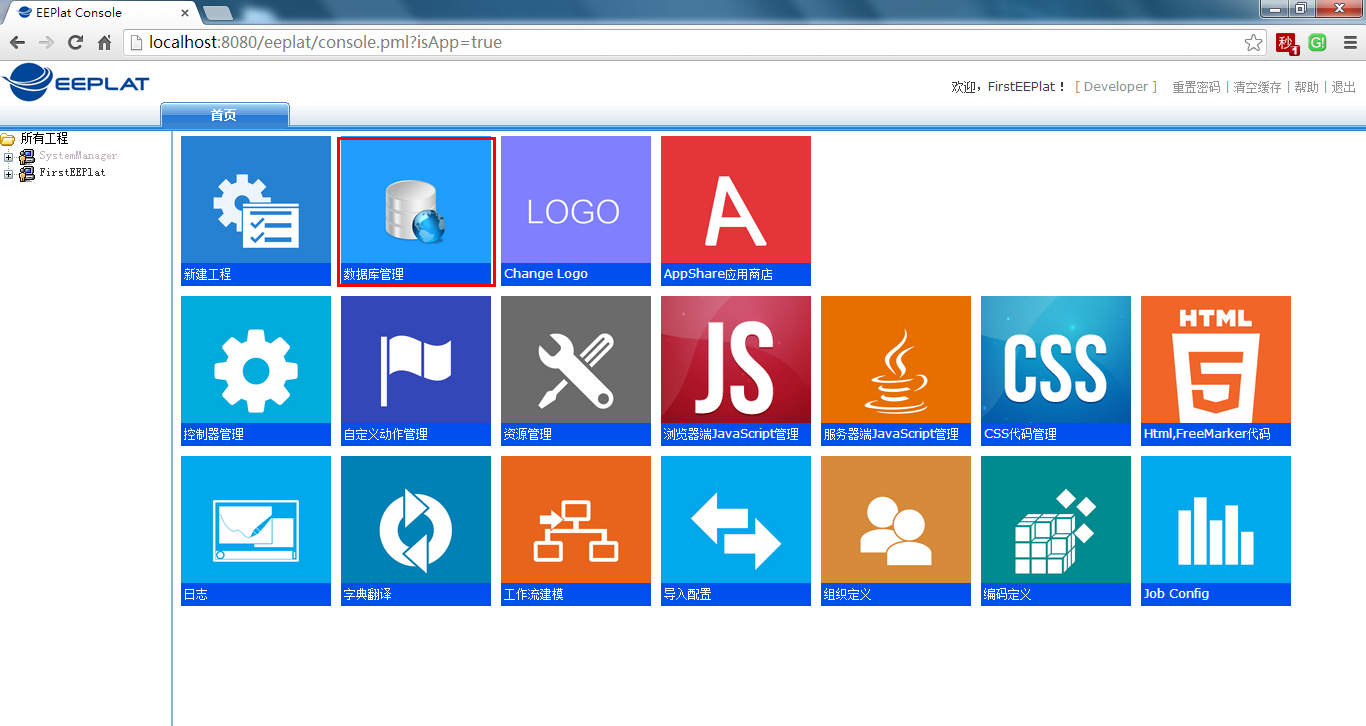 EEPlat Console
localhost:8080/eeplat/console.pml?isApp=true
秒 1 G!
EEPLAT
欢迎，FirstEEPlat！ [ Developer ] 重置密码 | 清空缓存 | 帮助 | 退出
首页
所有工程
SystemManager
FirstEEPlat
LOGO
A
新建工程
数据库管理
Change Logo
AppShare应用商店
JS
CSS
HTML
5
控制器管理
自定义动作管理
资源管理
浏览器端JavaScript管理
服务器端JavaScript管理
CSS代码管理
Html,FreeMarker代码
日志
字典翻译
工作流建模
导入配置
组织定义
编码定义
Job Config